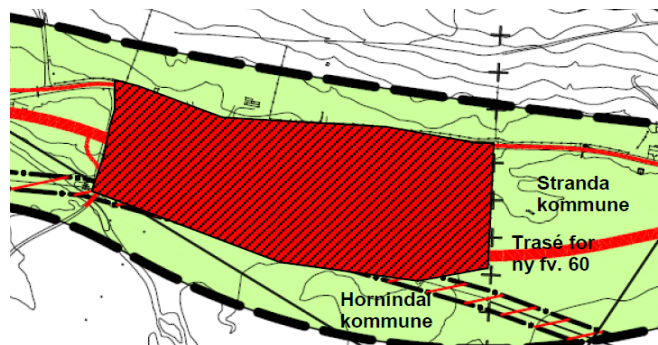 Stranda
kommune
Trasé for
ny fv. 60
Hornindal
kommune